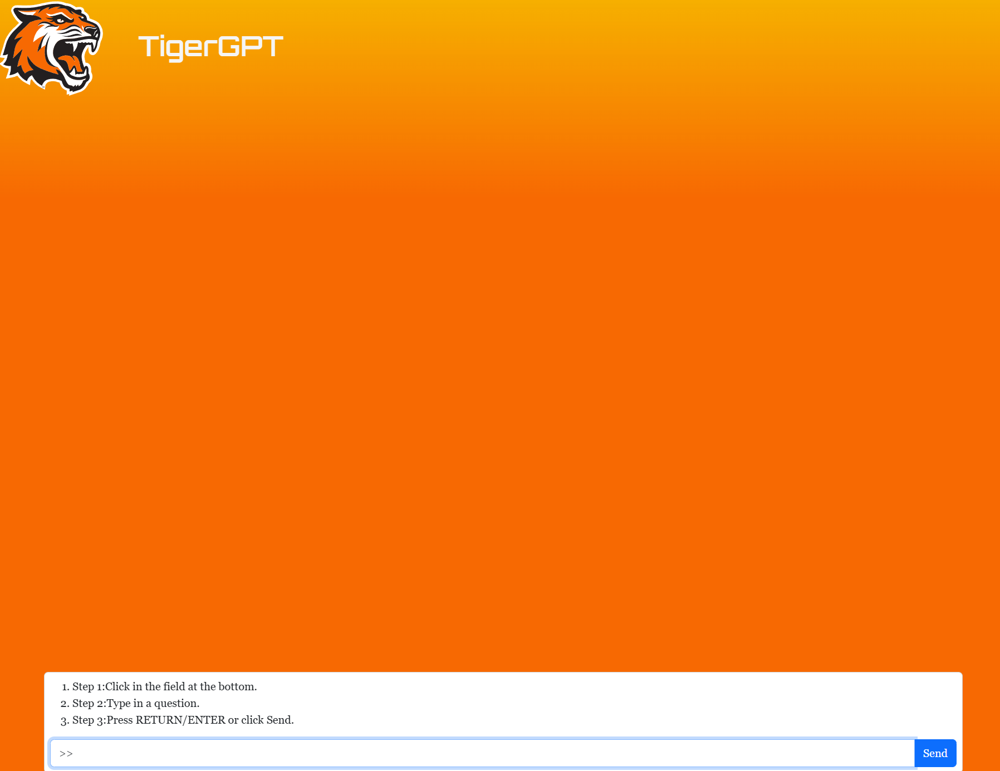 TigerGPT
1. Step 1:Click in the field at the bottom.
2. Step 2:Type in a question.
3. Step 3:Press RETURN/ENTER or click Send.
>>
Send